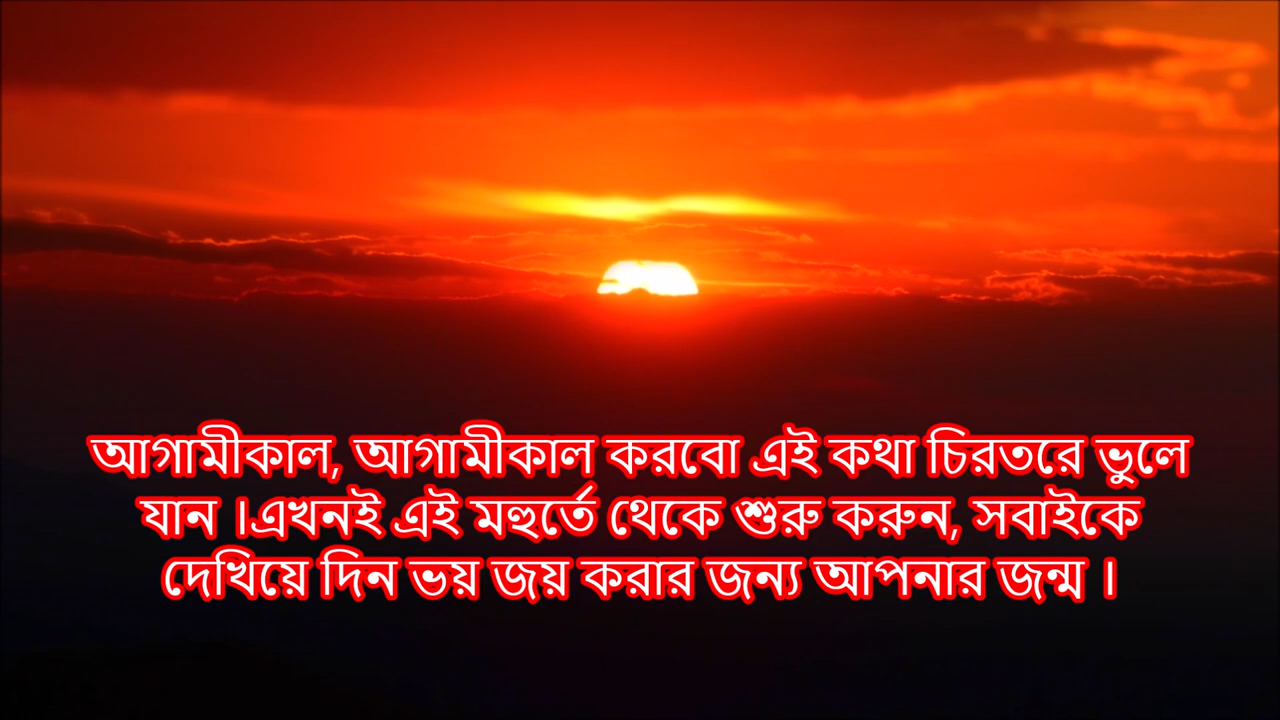 আগামীকাল, আগামীকাল করবো এই কথা চিরতরে ভুলে
যান ।এখনই এই মহুর্তে থেকে শুরু করুন, সবাইকে
দেখিয়ে দিন ভয় জয় করার জন্য আপনার জন্ম ।